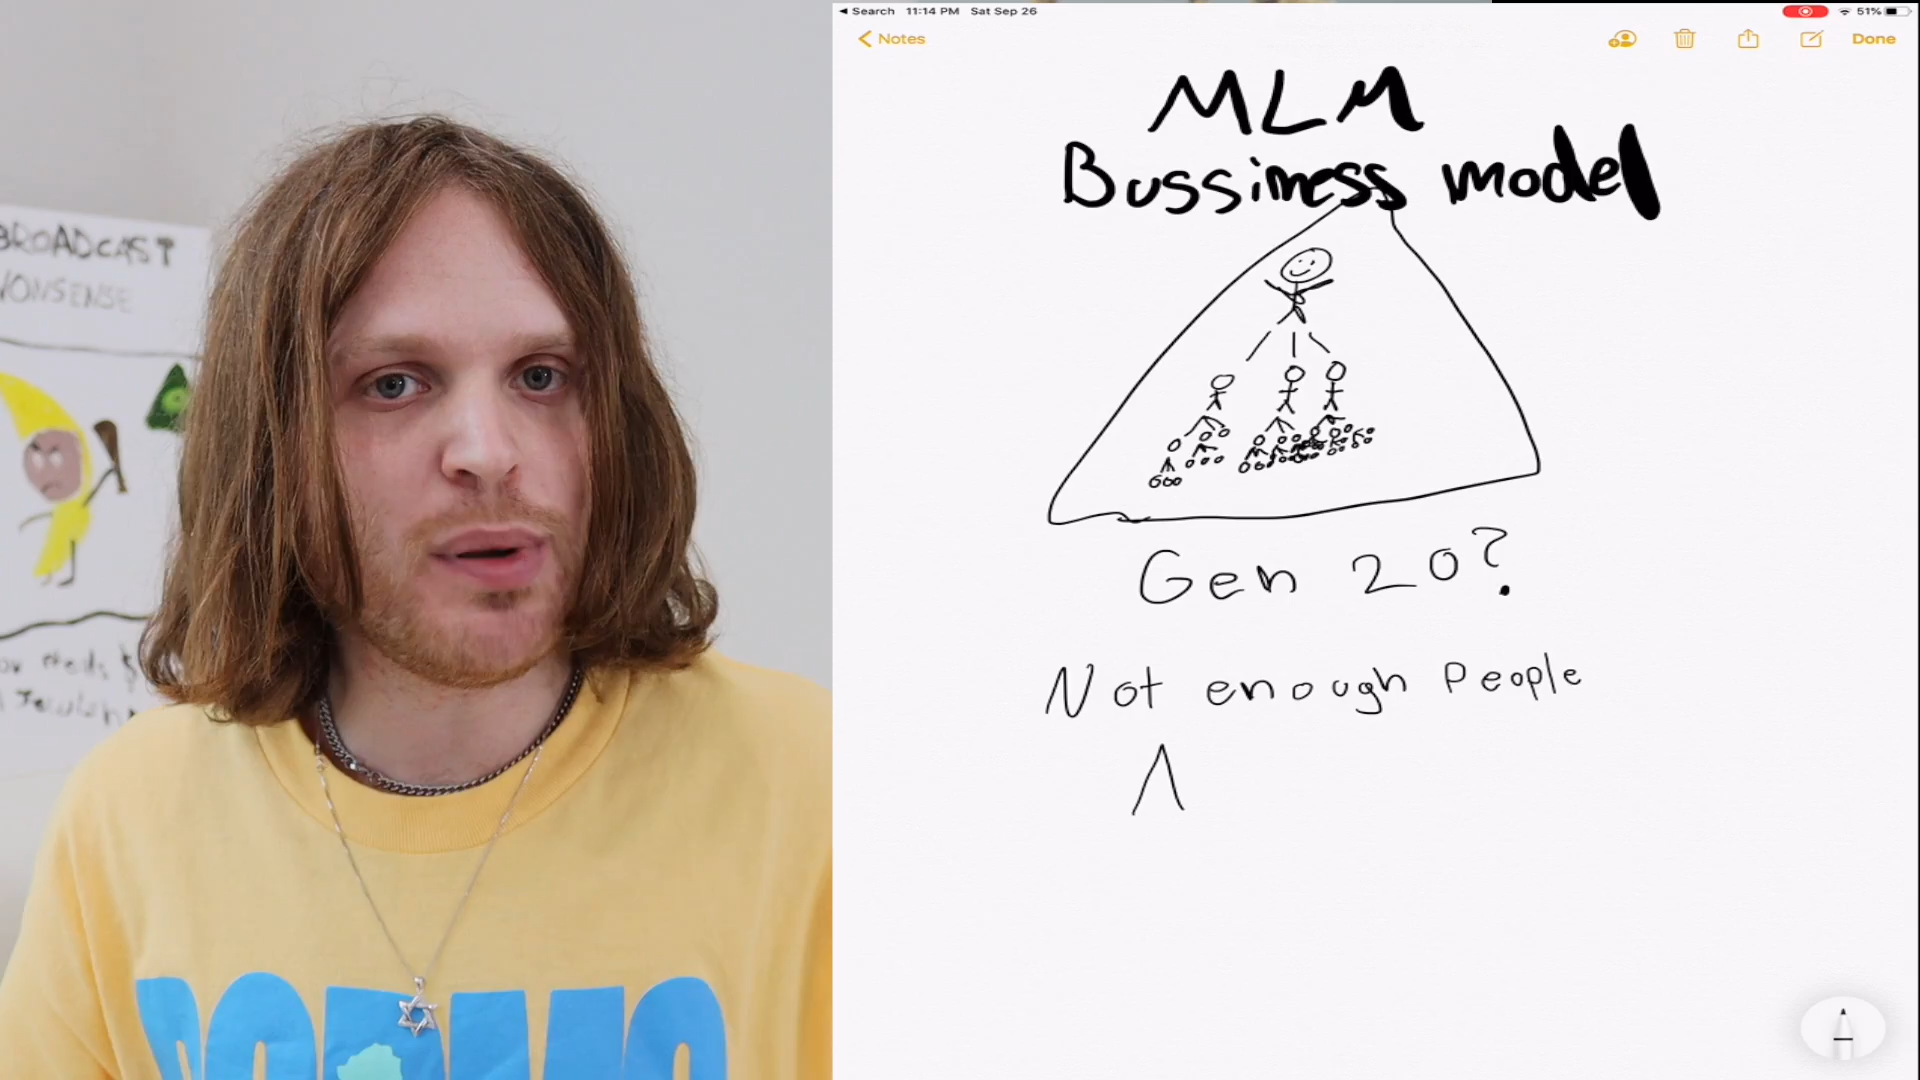 BROADCAST
NONSENSE
Search 11:14 PM Sat Sep 26
51%
Notes
Done
MLM
Bussiness model
Gen 20?
Not enough People